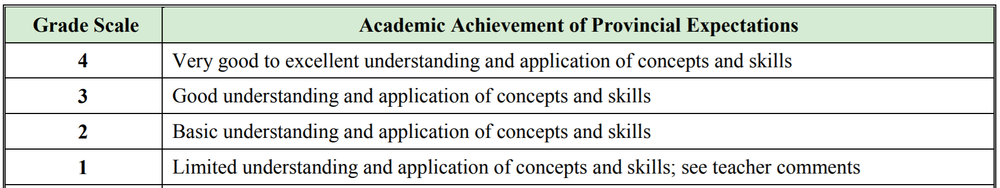 Grade Scale Academic Achievement of Provincial Expectations
4 Very good to excellent understanding and application of concepts and skills
3 Good understanding and application of concepts and skills
2 Basic understanding and application of concepts and skills
1 Limited understanding and application of concepts and skills; see teacher comments